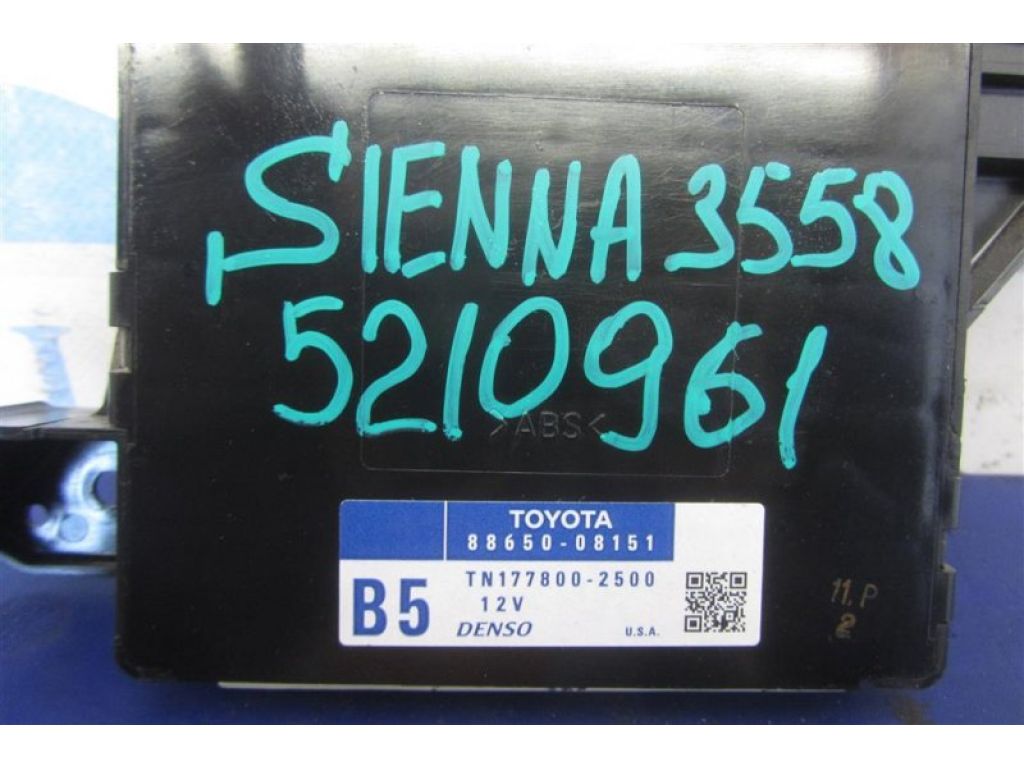 SIENNA 3558
5210961
>ABS<
TOYOTA
88650-08151
TN177800-2500
12V
B5
DENSO
U.S.A.
11.P
2